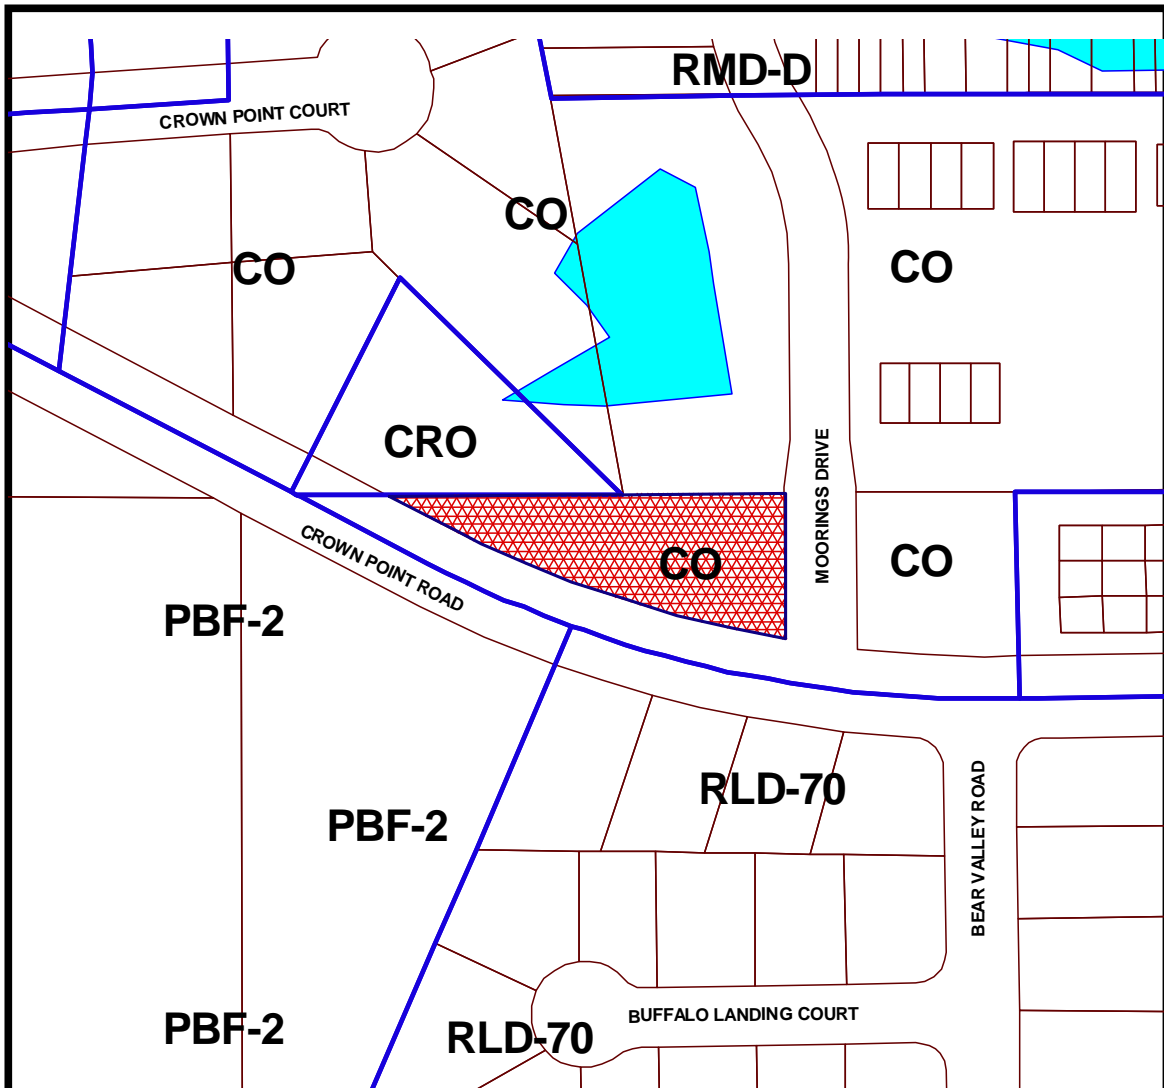 RMD-D
CROWN POINT COURT
CO
CO
CO
CRO
MOORINGS DRIVE
CO
CO
CROWN POINT ROAD
PBF-2
RLD-70
PBF-2
BEAR VALLEY ROAD
BUFFALO LANDING COURT
PBF-2
RLD-70